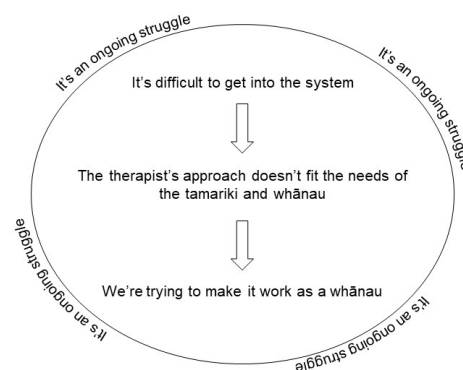 It's an ongoing struggle
It's an ongoing struggle
It's difficult to get into the system
The therapist's approach doesn't fit the needs of
the tamariki and whānau
We're trying to make it work as a whānau
It's an ongoing struggle
It's an ongoing struggle